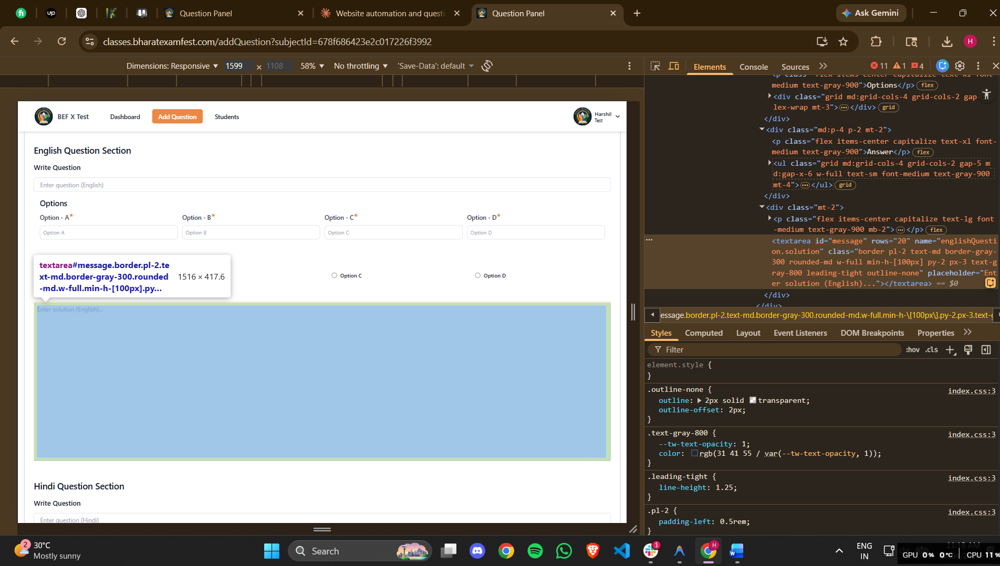 Question Panel
Website automation and questi
Question Panel
Ask Gemini
classes.bharatexamfest.com/addQuestion?subjectId=678f686423e2c017226f3992
H
Dimensions: Responsive
1599 × 1108
58%
No throttling
'Save-Data': default
Elements
Console
Sources
11
1
4
BEF X Test
Dashboard
Add Question
Students
Harshil
Test
English Question Section
Write Question
Enter question (English)
Options
Option - A*
Option - B*
Option - C*
Option - D*
Option A
Option B
Option C
Option D
textarea#message.border.pl-2.te
xt-md.border-gray-300.rounded
-md.w-full.min-h-[100px].py...
1516 × 417.6
Option C
Option D
Enter solution (English)...
Hindi Question Section
Write Question
Enter question (Hindi)
medium text-gray-900">Options</p> flex
<div class="grid md:grid-cols-4 grid-cols-2 gap-
lex-wrap mt-3"> ... </div> grid
</div>
<div class="md:p-4 p-2 mt-2">
<p class="flex items-center capitalize text-xl font-
medium text-gray-900">Answer</p> flex
<ul class="grid md:grid-cols-4 grid-cols-2 gap-5 m
d:gap-x-6 w-full text-sm font-medium text-gray-900
mt-4"> ... </ul> grid
</div>
<div class="mt-2">
<p class="flex items-center capitalize text-lg font
-medium text-gray-900 mb-2"> ... </p> flex
<textarea id="message" rows="20" name="englishQuesti
on.solution" class="border pl-2 text-md border-gray-
300 rounded-md w-full min-h-[100px] py-2 px-3 text-g
ray-800 leading-tight outline-none" placeholder="Ent
er solution (English)..."></textarea> == $0
</div>
</div>
essage.border.pl-2.text-md.border-gray-300.rounded-md.w-full.min-h-\[100px\].py-2.px-3.text-g
Styles
Computed
Layout
Event Listeners
DOM Breakpoints
Properties
Filter
:hov
.cls
element.style {
}
.outline-none {
index.css:3
outline: 2px solid transparent;
outline-offset: 2px;
}
.text-gray-800 {
index.css:3
--tw-text-opacity: 1;
color: rgb(31 41 55 / var(--tw-text-opacity, 1));
}
.leading-tight {
index.css:3
line-height: 1.25;
}
.pl-2 {
index.css:3
padding-left: 0.5rem;
}
2
30°C
Mostly sunny
Search
1
H
ENG
IN
11:18 AM
GPU 0% 0°C
CPU 11%